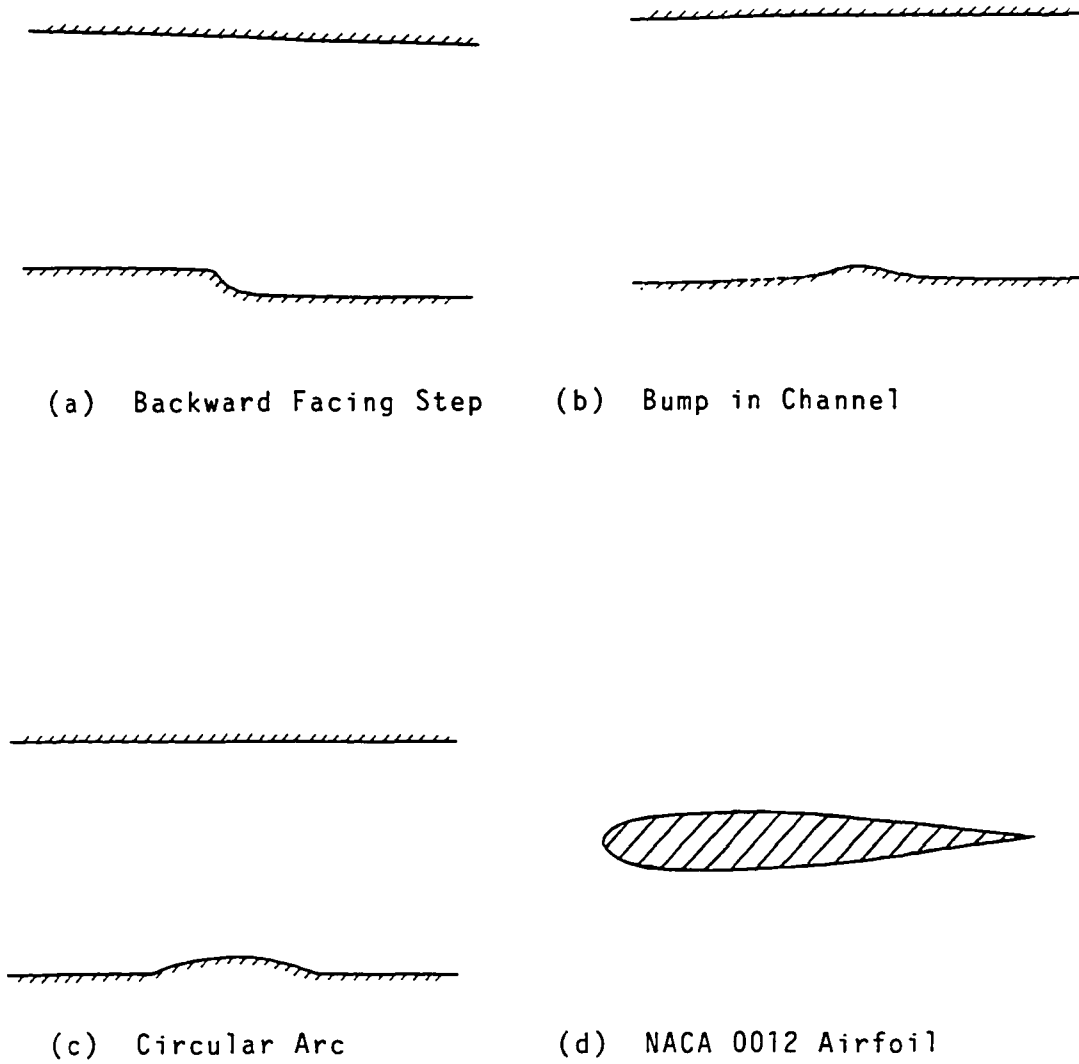 (a) Backward Facing Step
(b) Bump in Channel
(c) Circular Arc
(d) NACA 0012 Airfoil